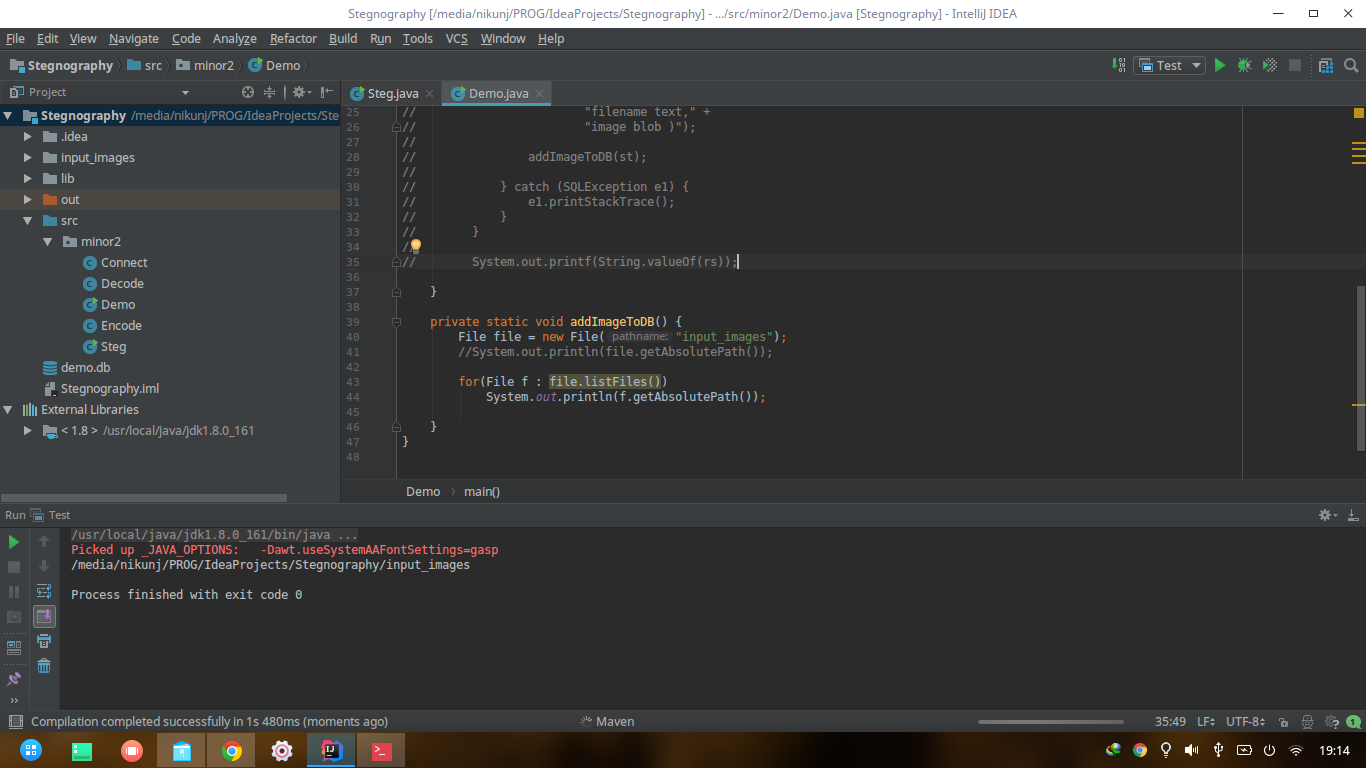 Stegnography [/media/nikunj/PROG/IdeaProjects/Stegnography] - .../src/minor2/Demo.java [Stegnography] - IntelliJ IDEA
File Edit View Navigate Code Analyze Refactor Build Run Tools VCS Window Help
Stegnography src minor2 Demo Test
Project
Steg.java Demo.java
Stegnography /media/nikunj/PROG/IdeaProjects/Ste
.idea
input_images
lib
out
src
minor2
Connect
Decode
Demo
Encode
Steg
demo.db
Stegnography.iml
External Libraries
< 1.8 > /usr/local/java/jdk1.8.0_161
25 // "filename text," +
26 // "image blob )");
27 //
28 // addImageToDB(st);
29 //
30 // } catch (SQLException e1) {
31 // e1.printStackTrace();
32 // }
33 // }
34 /
35 // System.out.printf(String.valueOf(rs));
36
37 }
38
39 private static void addImageToDB() {
40 File file = new File( pathname: "input_images");
41 //System.out.println(file.getAbsolutePath());
42
43 for(File f : file.listFiles())
44 System.out.println(f.getAbsolutePath());
45
46 }
47 }
48
Demo main()
Run Test
/usr/local/java/jdk1.8.0_161/bin/java ...
Picked up _JAVA_OPTIONS: -Dawt.useSystemAAFontSettings=gasp
/media/nikunj/PROG/IdeaProjects/Stegnography/input_images
Process finished with exit code 0
Compilation completed successfully in 1s 480ms (moments ago) Maven 35:49 LF UTF-8 1
19:14